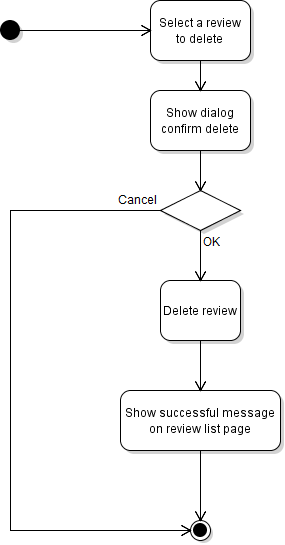 Select a review
to delete
Show dialog
confirm delete
Cancel
OK
Delete review
Show successful message
on review list page